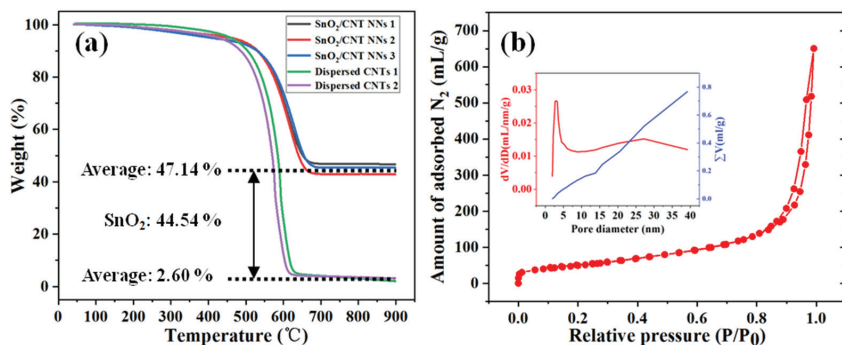 (a)
SnO₂/CNT NNs 1
SnO₂/CNT NNs 2
SnO₂/CNT NNs 3
Dispersed CNTs 1
Dispersed CNTs 2
Average: 47.14 %
SnO₂: 44.54 %
Average: 2.60 %
Weight (%)
100
80
60
40
20
0
0 100 200 300 400 500 600 700 800 900
Temperature (℃)
(b)
Amount of adsorbed N₂ (mL/g)
700
600
500
400
300
200
100
0
0.0 0.2 0.4 0.6 0.8 1.0
Relative pressure (P/P₀)
dV/dD(mL/nm/g)
0.03
0.02
0.01
0.00
∑V(ml/g)
0.8
0.6
0.4
0.2
0.0
0 5 10 15 20 25 30 35 40
Pore diameter (nm)